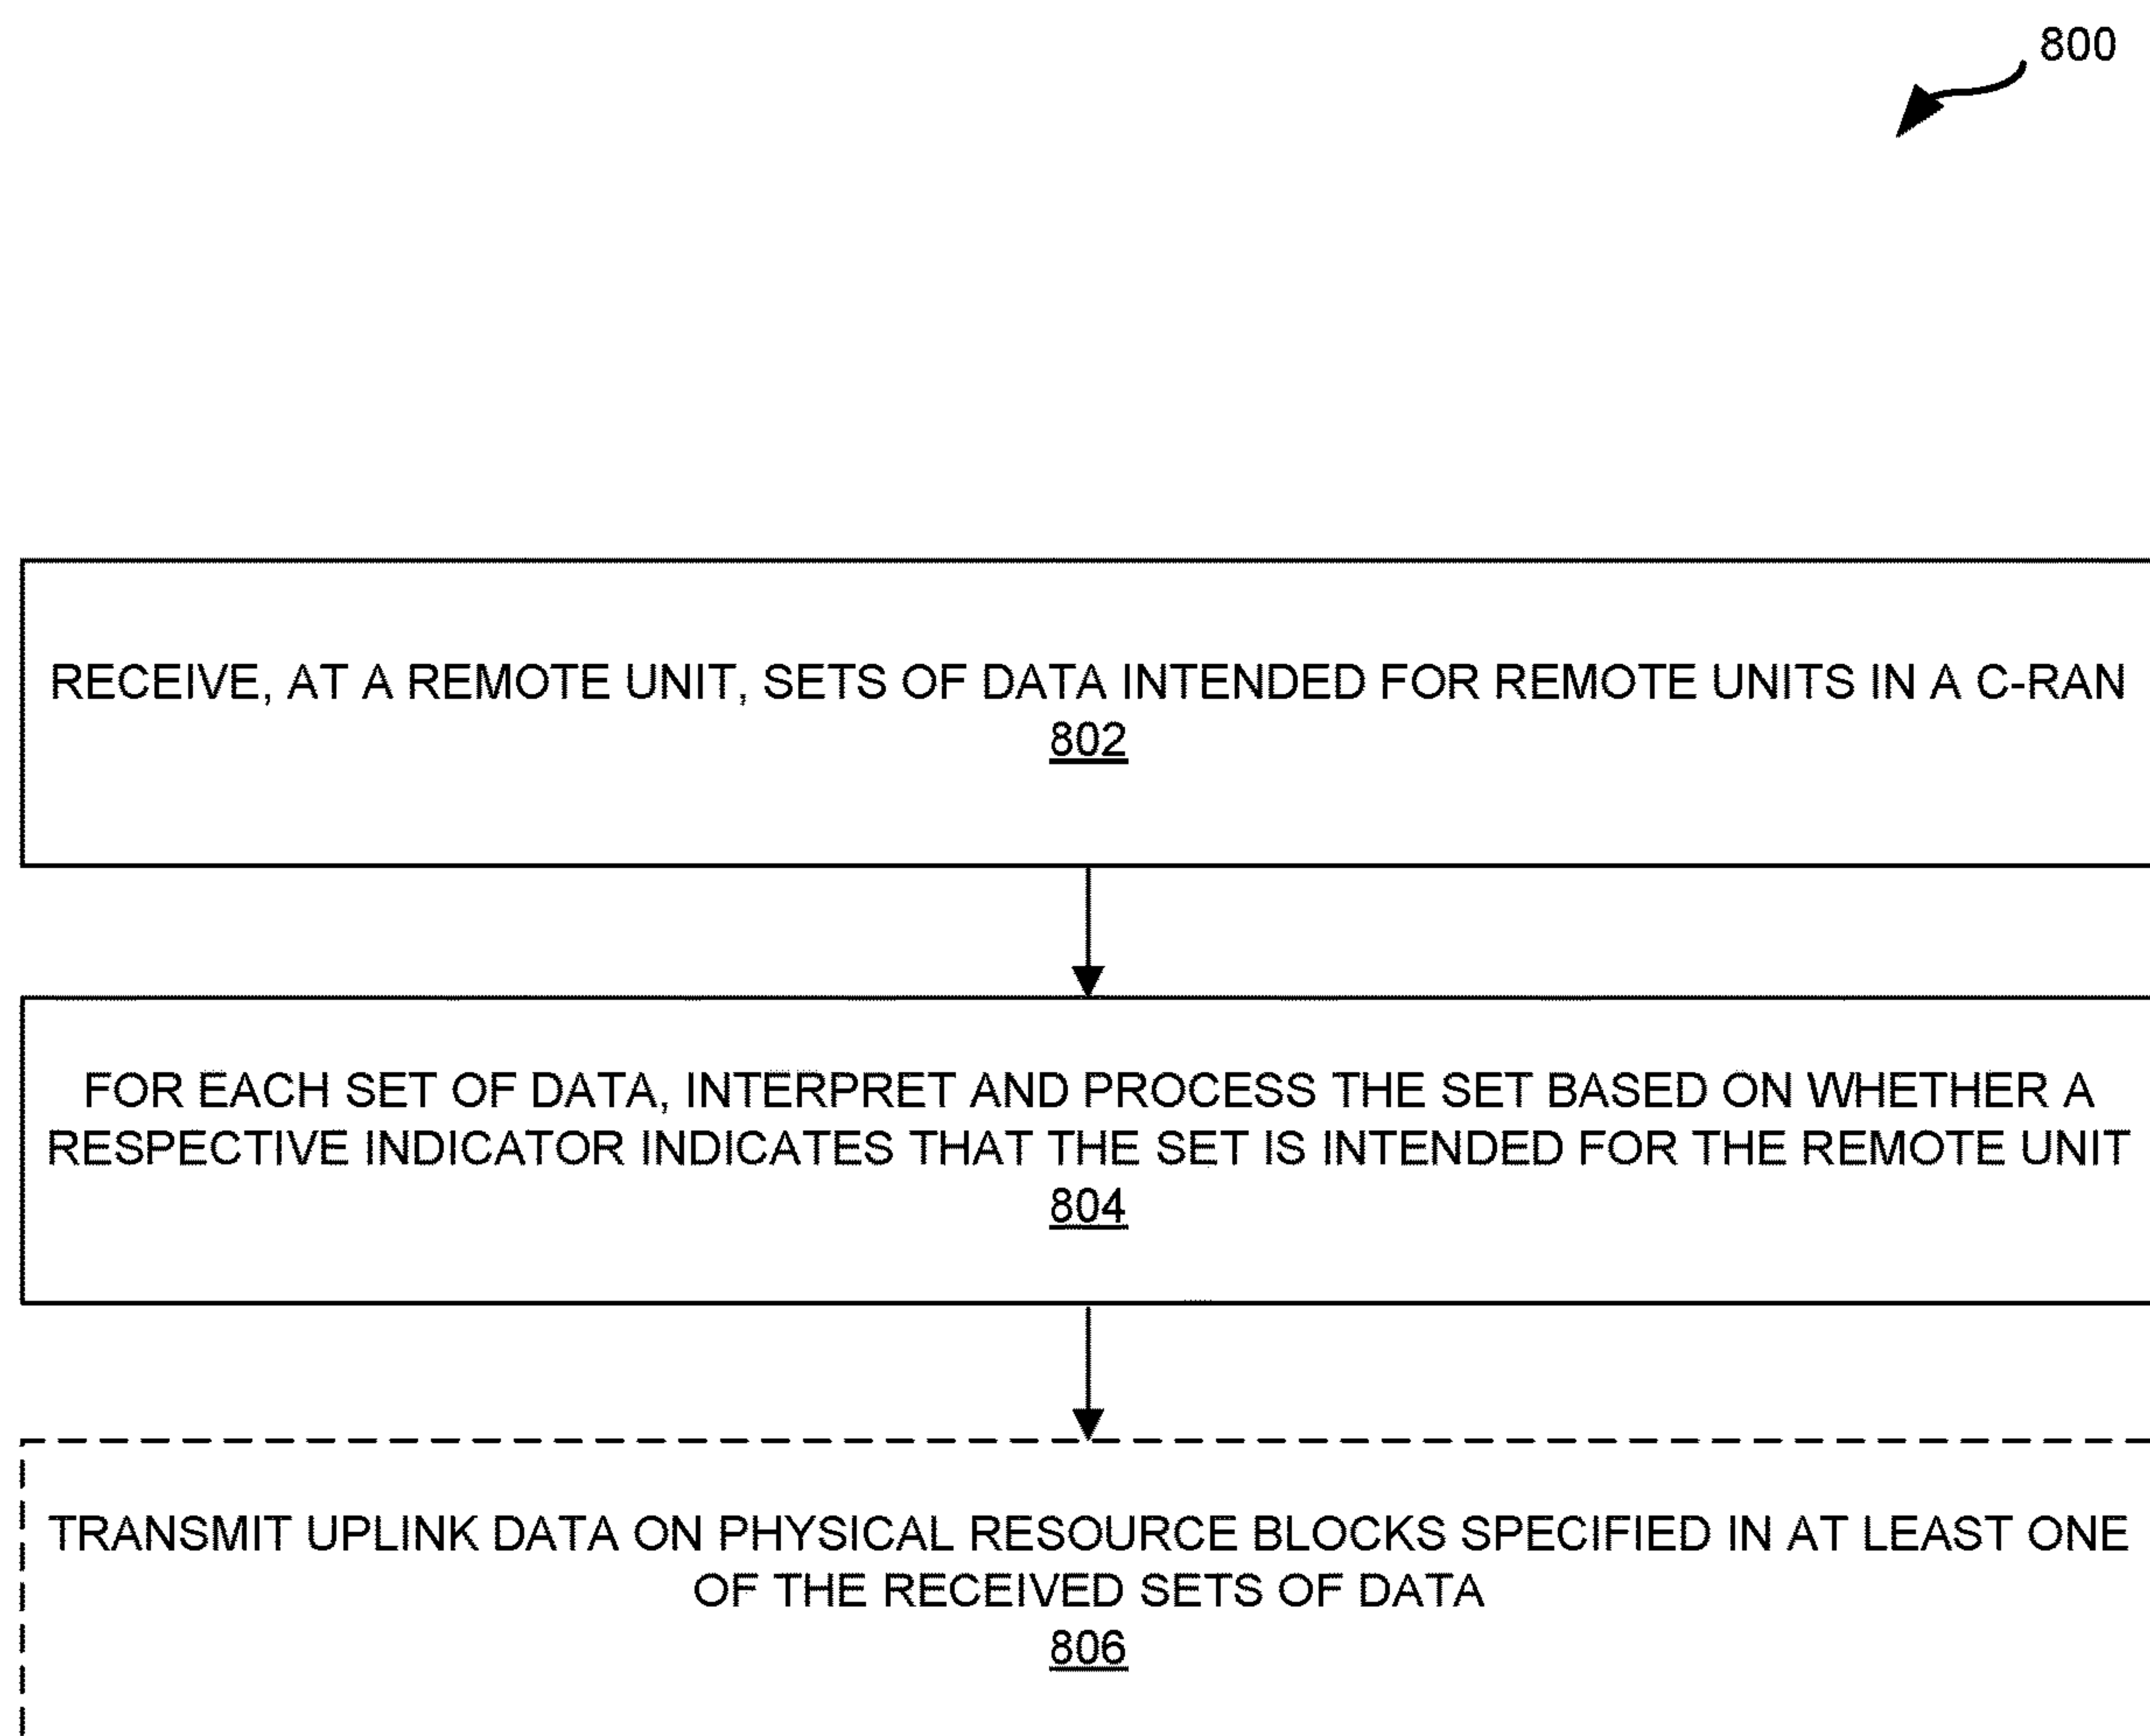 800
RECEIVE, AT A REMOTE UNIT, SETS OF DATA INTENDED FOR REMOTE UNITS IN A C-RAN
802
FOR EACH SET OF DATA, INTERPRET AND PROCESS THE SET BASED ON WHETHER A
RESPECTIVE INDICATOR INDICATES THAT THE SET IS INTENDED FOR THE REMOTE UNIT
804
TRANSMIT UPLINK DATA ON PHYSICAL RESOURCE BLOCKS SPECIFIED IN AT LEAST ONE
OF THE RECEIVED SETS OF DATA
806